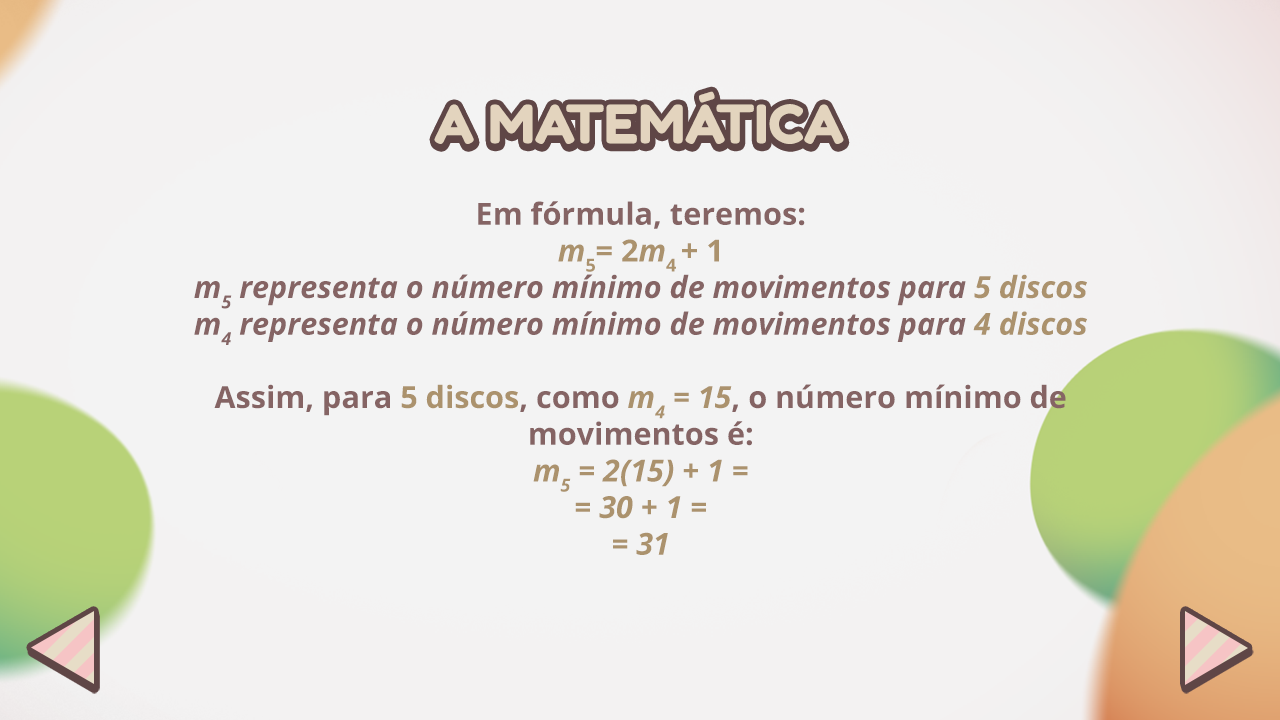 A MATEMÁTICA
Em fórmula, teremos:
m₅= 2m₄ + 1
m₅ representa o número mínimo de movimentos para 5 discos
m₄ representa o número mínimo de movimentos para 4 discos
Assim, para 5 discos, como m₄ = 15, o número mínimo de
movimentos é:
m₅ = 2(15) + 1 =
= 30 + 1 =
= 31